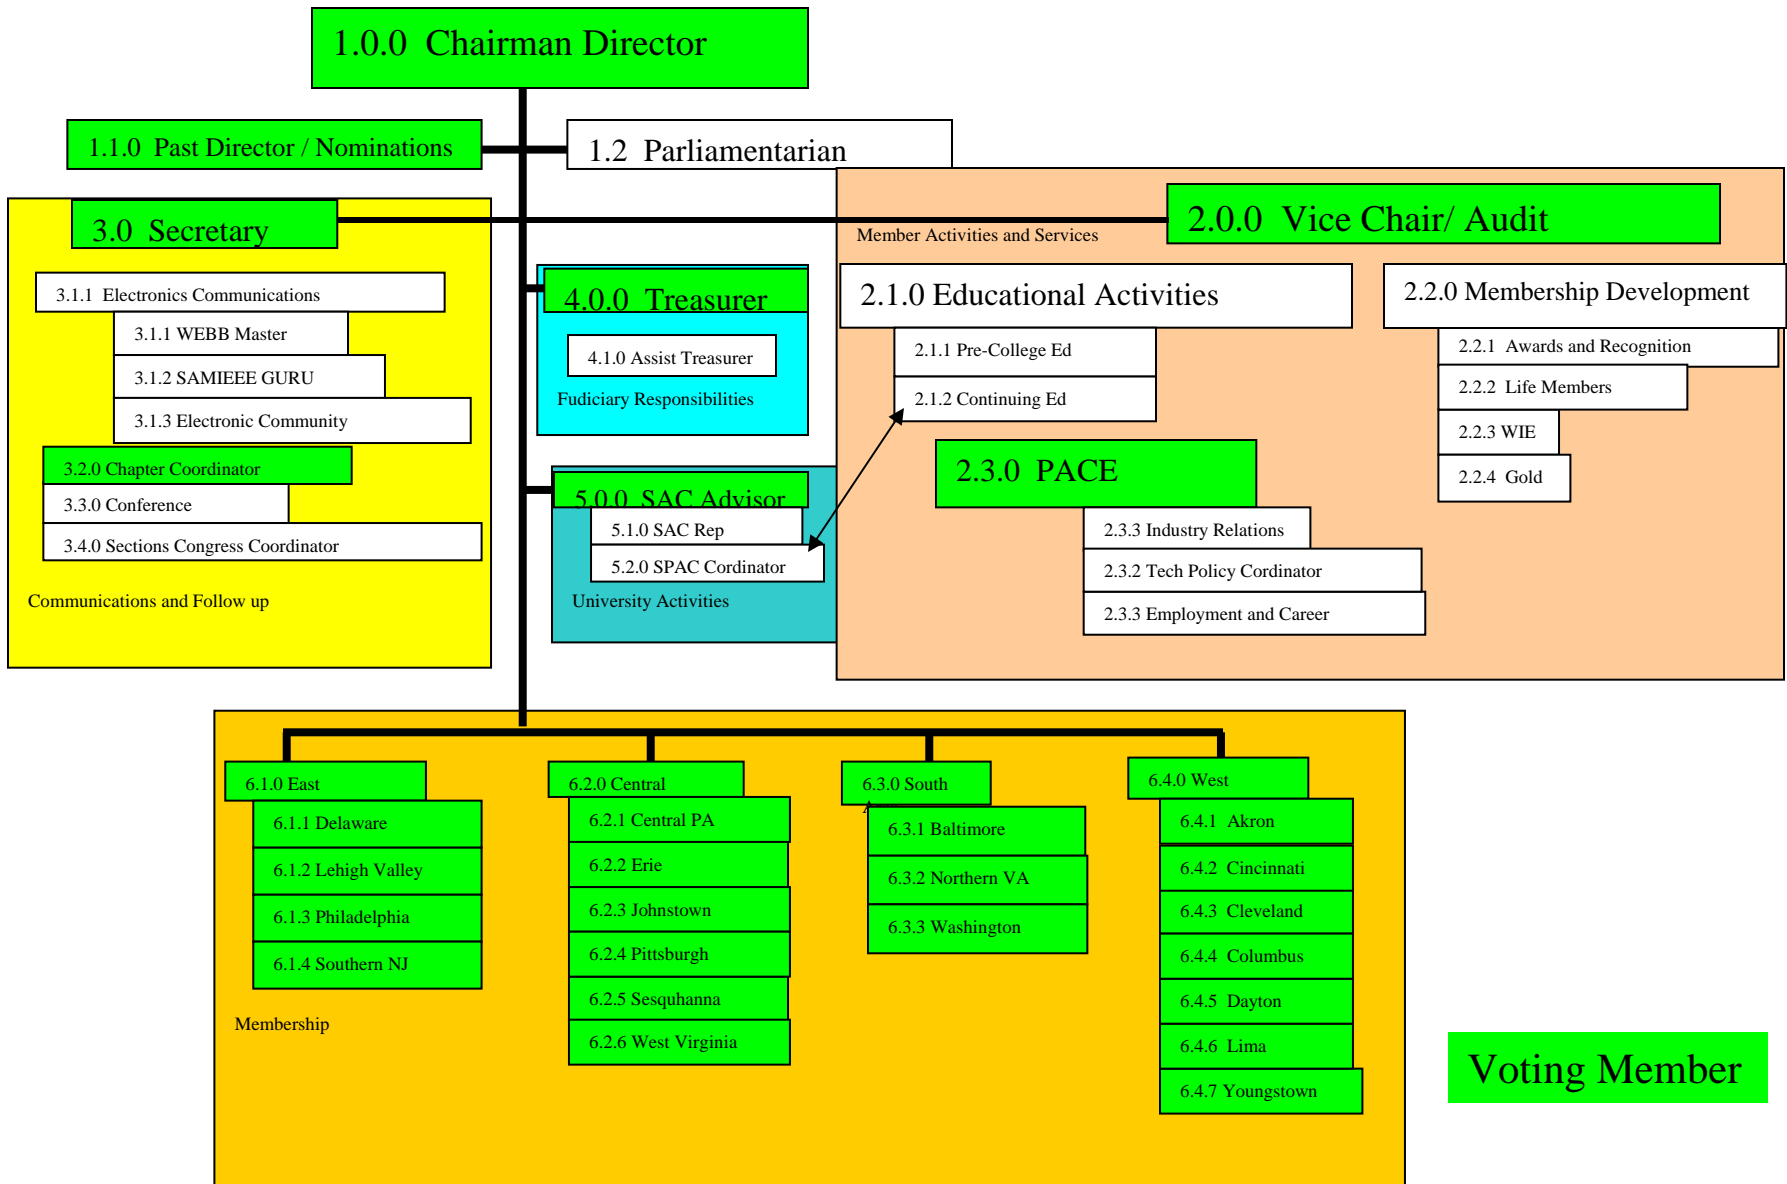 1.0.0 Chairman Director
1.1.0 Past Director / Nominations
1.2 Parliamentarian
3.0 Secretary
2.0.0 Vice Chair/ Audit
Member Activities and Services
3.1.1 Electronics Communications
3.1.1 WEBB Master
3.1.2 SAMIEEE GURU
3.1.3 Electronic Community
3.2.0 Chapter Coordinator
3.3.0 Conference
3.4.0 Sections Congress Coordinator
Communications and Follow up
4.0.0 Treasurer
4.1.0 Assist Treasurer
Fudiciary Responsibilities
5.0.0 SAC Advisor
5.1.0 SAC Rep
5.2.0 SPAC Cordinator
University Activities
2.1.0 Educational Activities
2.1.1 Pre-College Ed
2.1.2 Continuing Ed
2.2.0 Membership Development
2.2.1 Awards and Recognition
2.2.2 Life Members
2.2.3 WIE
2.2.4 Gold
2.3.0 PACE
2.3.3 Industry Relations
2.3.2 Tech Policy Cordinator
2.3.3 Employment and Career
6.1.0 East
6.1.1 Delaware
6.1.2 Lehigh Valley
6.1.3 Philadelphia
6.1.4 Southern NJ
Membership
6.2.0 Central
6.2.1 Central PA
6.2.2 Erie
6.2.3 Johnstown
6.2.4 Pittsburgh
6.2.5 Sesquhanna
6.2.6 West Virginia
6.3.0 South
6.3.1 Baltimore
6.3.2 Northern VA
6.3.3 Washington
6.4.0 West
6.4.1 Akron
6.4.2 Cincinnati
6.4.3 Cleveland
6.4.4 Columbus
6.4.5 Dayton
6.4.6 Lima
6.4.7 Youngstown
Voting Member